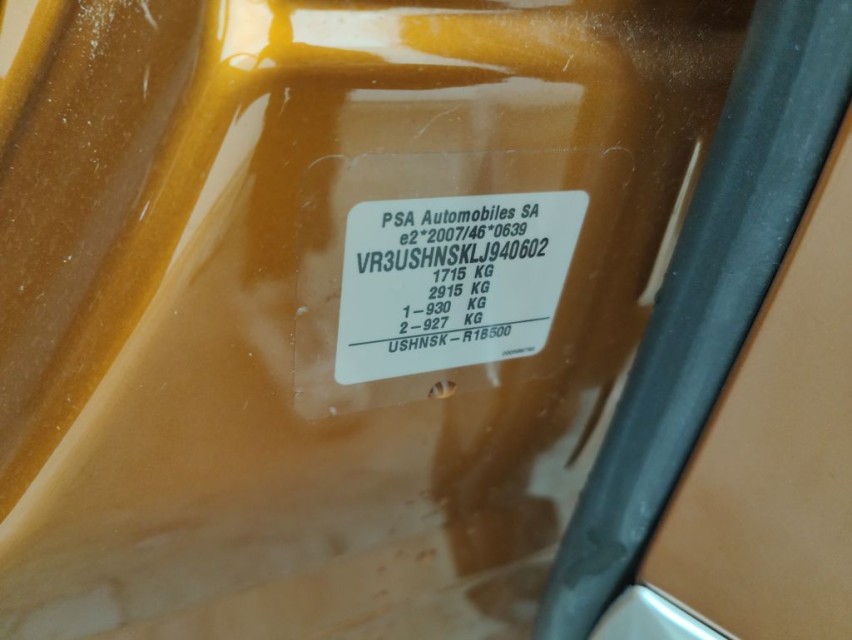 PSA Automobiles SA
e2*2007/46*0639
VR3USHNSKLJ940602
1715 KG
2915 KG
1-930 KG
2-927 KG
USHNSK-R1B500